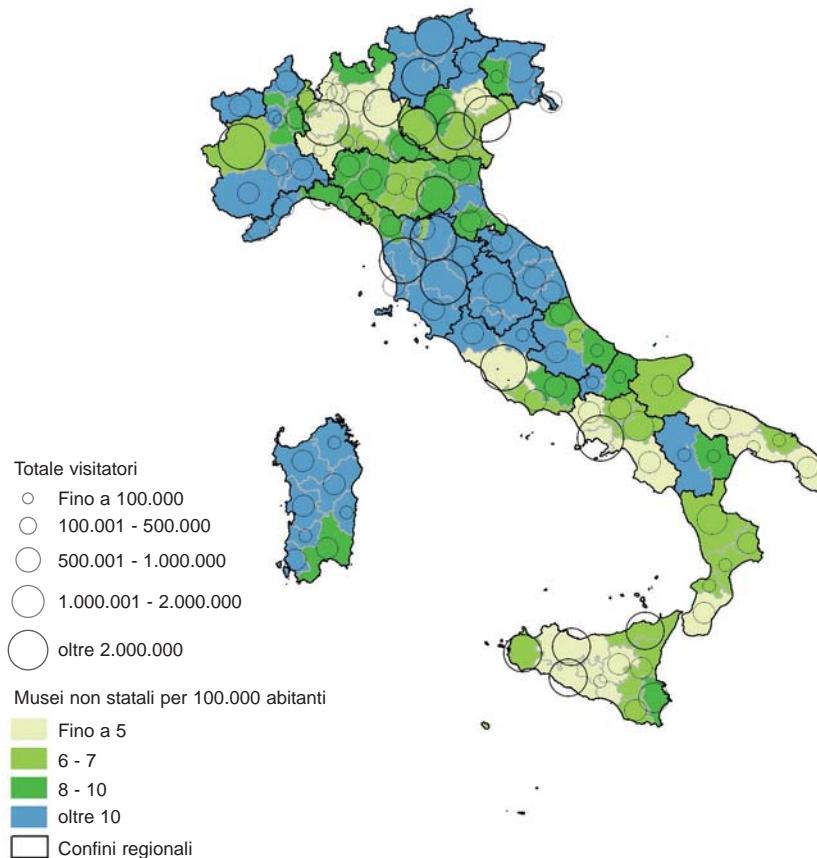 Totale visitatori
Fino a 100.000
100.001 - 500.000
500.001 - 1.000.000
1.000.001 - 2.000.000
oltre 2.000.000
Musei non statali per 100.000 abitanti
Fino a 5
6 - 7
8 - 10
oltre 10
Confini regionali